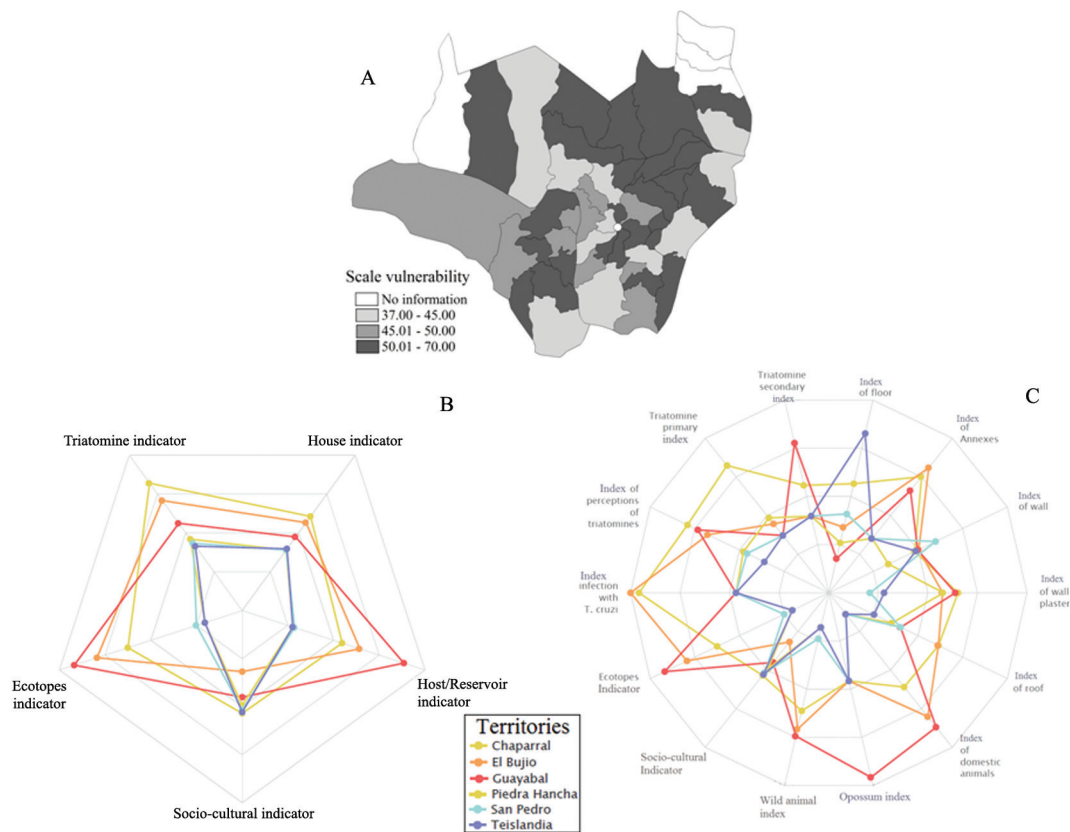 A
Scale vulnerability
No information
37.00 - 45.00
45.01 - 50.00
50.01 - 70.00
B
Triatomine indicator
House indicator
Ecotopes
indicator
Host/Reservoir
indicator
Socio-cultural indicator
Territories
Chaparral
El Bujio
Guayabal
Piedra Hancha
San Pedro
Teislandia
C
Triatomine
secondary
index
Index
of floor
Triatomine
primary
index
Index
of
Annexes
Index of
perceptions
of
triatomines
Index
of wall
Index
infection
with
T. cruzi
Index
of wall
plaster
Ecotopes
Indicator
Index
of roof
Socio-cultural
Indicator
Index
of
domestic
animals
Wild animal
index
Opossum index